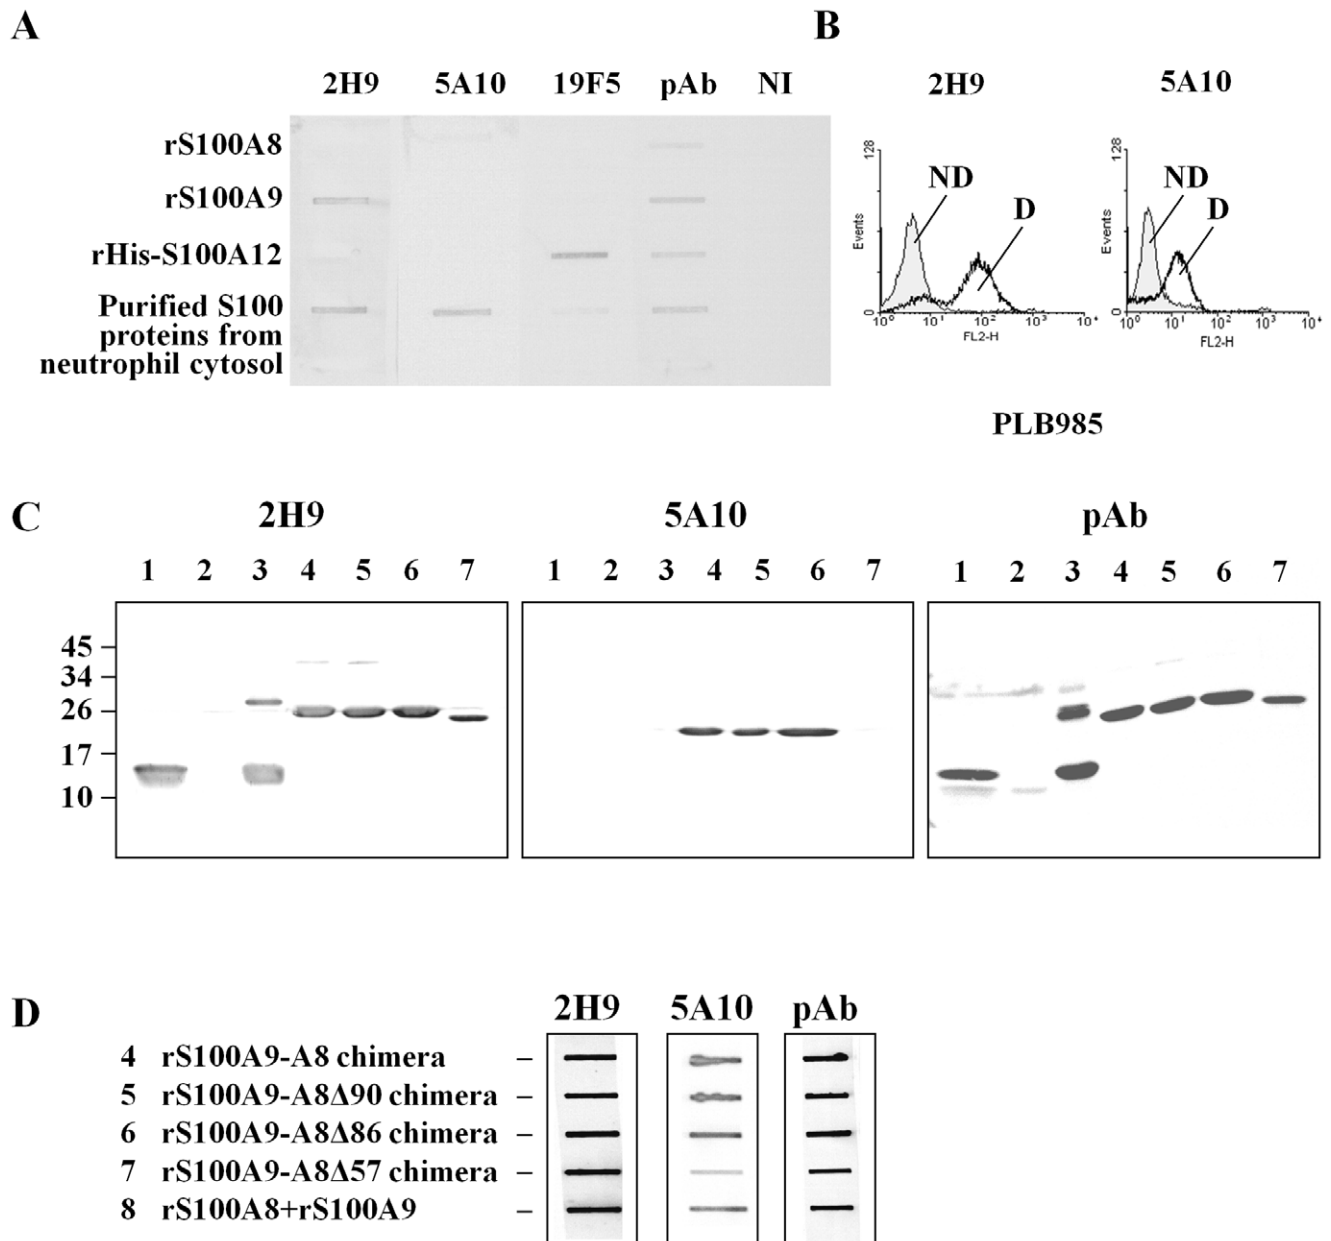 A
2H9 5A10 19F5 pAb NI
rS100A8
rS100A9
rHis-S100A12
Purified S100
proteins from
neutrophil cytosol
B
2H9
128
Events
0
ND
D
10⁰ 10¹ 10² 10³ 10⁴
FL2-H
5A10
128
Events
0
ND
D
10⁰ 10¹ 10² 10³ 10⁴
FL2-H
PLB985
C
2H9
1 2 3 4 5 6 7
45
34
26
17
10
5A10
1 2 3 4 5 6 7
pAb
1 2 3 4 5 6 7
D
2H9 5A10 pAb
4 rS100A9-A8 chimera –
5 rS100A9-A8Δ90 chimera –
6 rS100A9-A8Δ86 chimera –
7 rS100A9-A8Δ57 chimera –
8 rS100A8+rS100A9 –